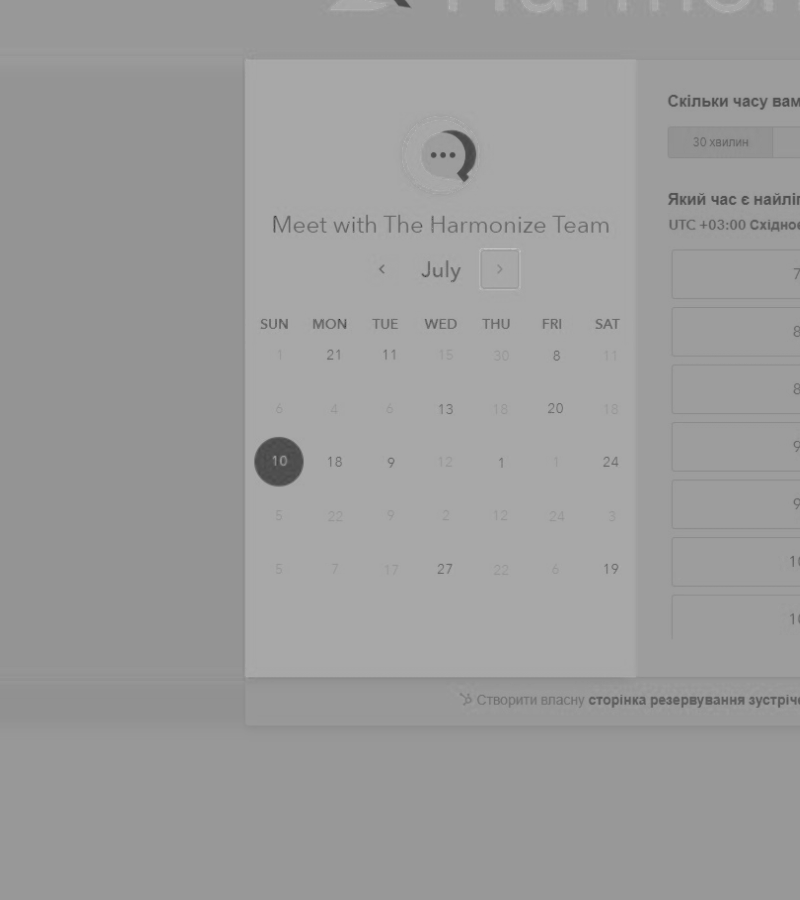 Harmon
Скільки часу вам
30 хвилин
Meet with The Harmonize Team
Який час є найліп
UTC +03:00 Східноє
July
7
SUN MON TUE WED THU FRI SAT
8
1 21 11 15 30 8 11
8
6 4 6 13 18 20 18
9
10 18 9 12 1 1 24
9
5 22 9 2 12 24 3
10
5 7 17 27 22 6 19
10
Створити власну сторінка резервування зустріче